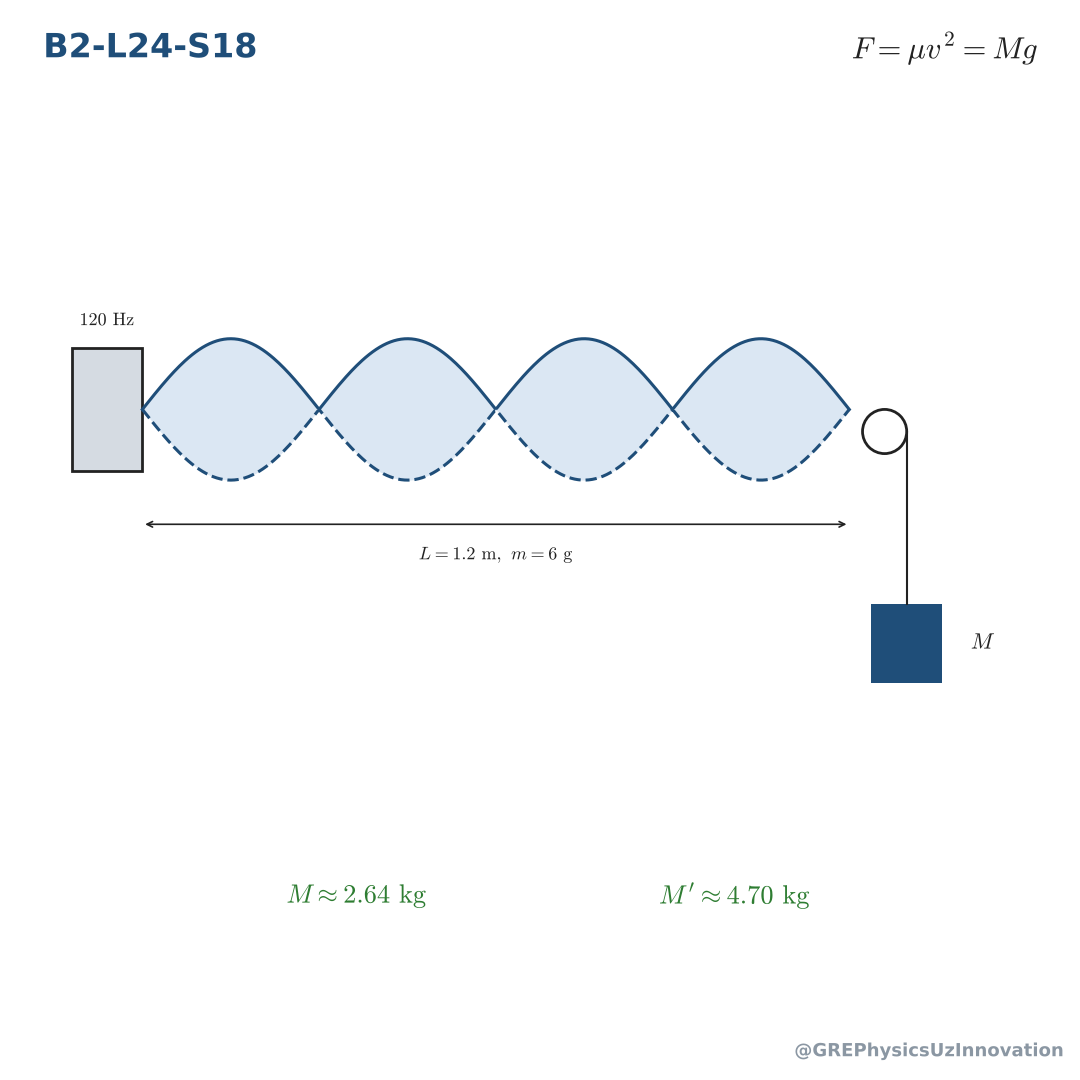 B2-L24-S18
F = μv² = Mg
120 Hz
L = 1.2 m, m = 6 g
M
M ≈ 2.64 kg
M′ ≈ 4.70 kg
@GREPhysicsUzInnovation